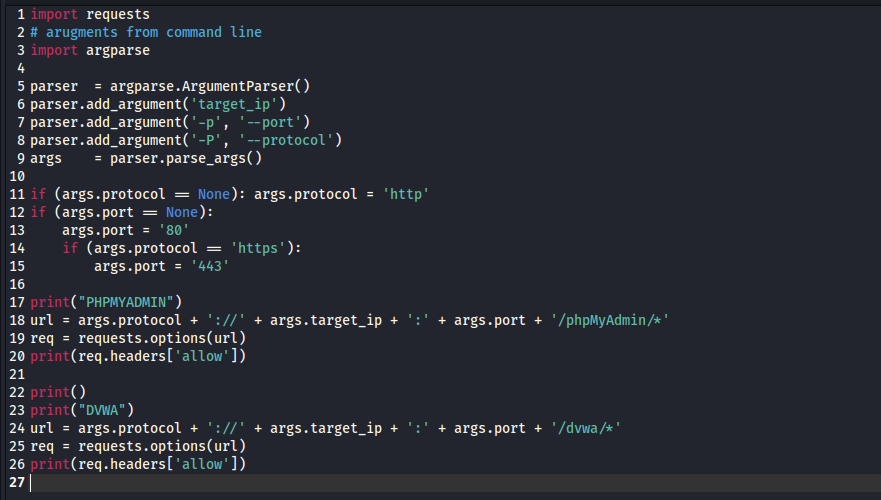 1 import requests
2 # arugments from command line
3 import argparse
4
5 parser  = argparse.ArgumentParser()
6 parser.add_argument('target_ip')
7 parser.add_argument('-p', '--port')
8 parser.add_argument('-P', '--protocol')
9 args    = parser.parse_args()
10
11 if (args.protocol == None): args.protocol = 'http'
12 if (args.port == None):
13     args.port = '80'
14     if (args.protocol == 'https'):
15         args.port = '443'
16
17 print("PHPMYADMIN")
18 url = args.protocol + '://' + args.target_ip + ':' + args.port + '/phpMyAdmin/*'
19 req = requests.options(url)
20 print(req.headers['allow'])
21
22 print()
23 print("DVWA")
24 url = args.protocol + '://' + args.target_ip + ':' + args.port + '/dvwa/*'
25 req = requests.options(url)
26 print(req.headers['allow'])
27